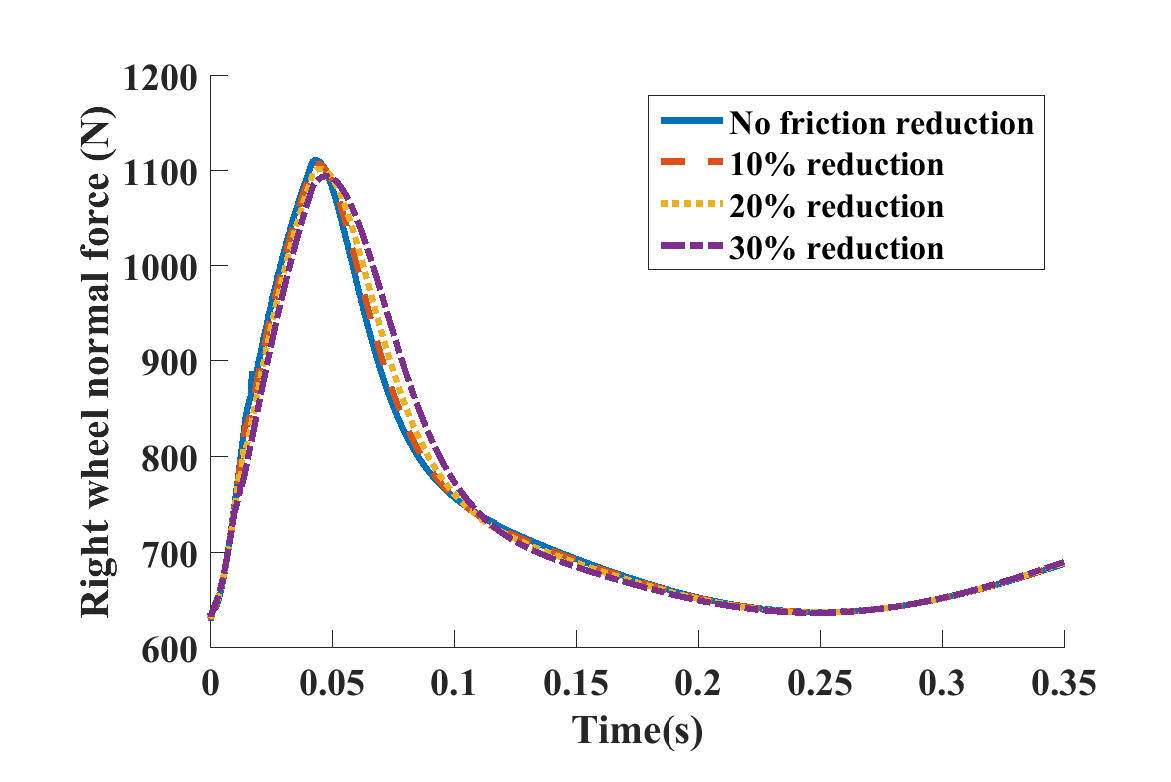 Right wheel normal force (N)
1200
1100
1000
900
800
700
600
No friction reduction
10% reduction
20% reduction
30% reduction
0 0.05 0.1 0.15 0.2 0.25 0.3 0.35
Time(s)